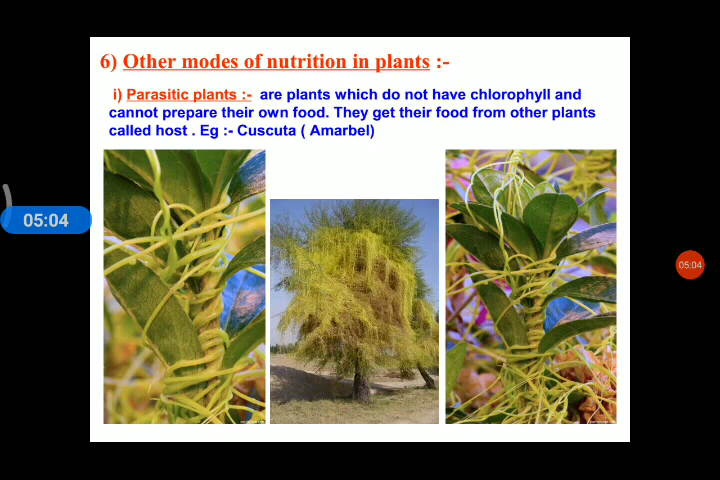 6) Other modes of nutrition in plants :-
i) Parasitic plants :- are plants which do not have chlorophyll and
cannot prepare their own food. They get their food from other plants
called host . Eg :- Cuscuta ( Amarbel)
05:04
05:04